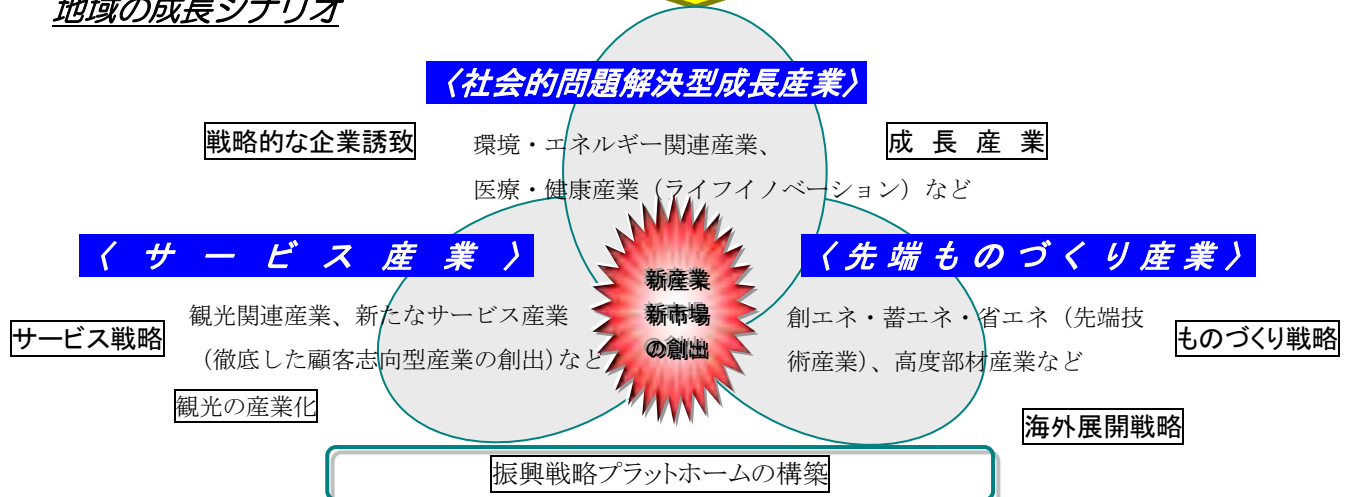 地域の成長シナリオ
〈社会的問題解決型成長産業〉
戦略的な企業誘致
環境・エネルギー関連産業、
医療・健康産業（ライフイノベーション）など
成長産業
〈サービス産業〉
新産業
新市場
の創出
〈先端ものづくり産業〉
サービス戦略
観光関連産業、新たなサービス産業
（徹底した顧客志向型産業の創出）など
観光の産業化
創エネ・蓄エネ・省エネ（先端技
術産業）、高度部材産業など
ものづくり戦略
海外展開戦略
振興戦略プラットホームの構築